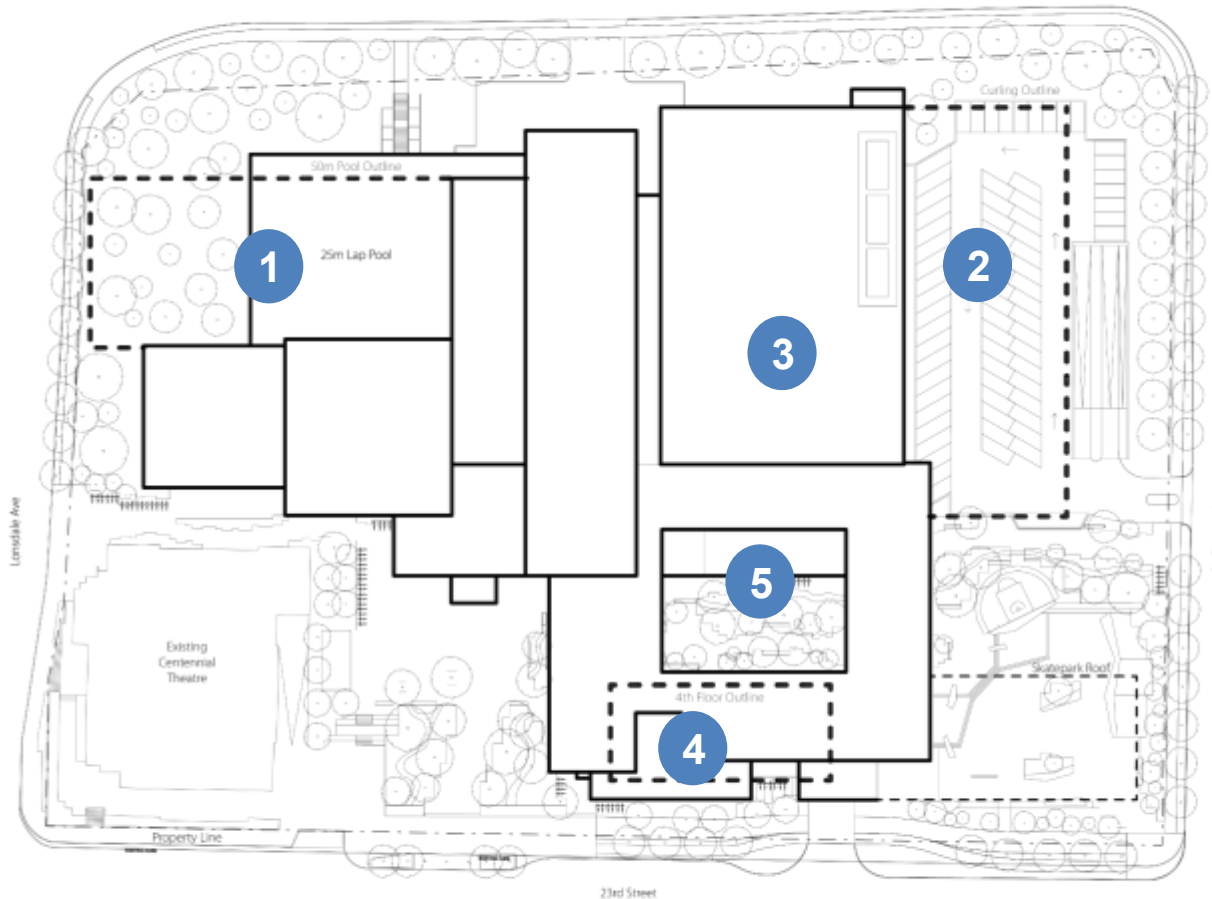 Curling Outline
50m Pool Outline
25m Lap Pool
1
2
3
5
Lonsdale Ave
Existing
Centennial
Theatre
Skatepark Roof
4th Floor Outline
4
Property Line
23rd Street